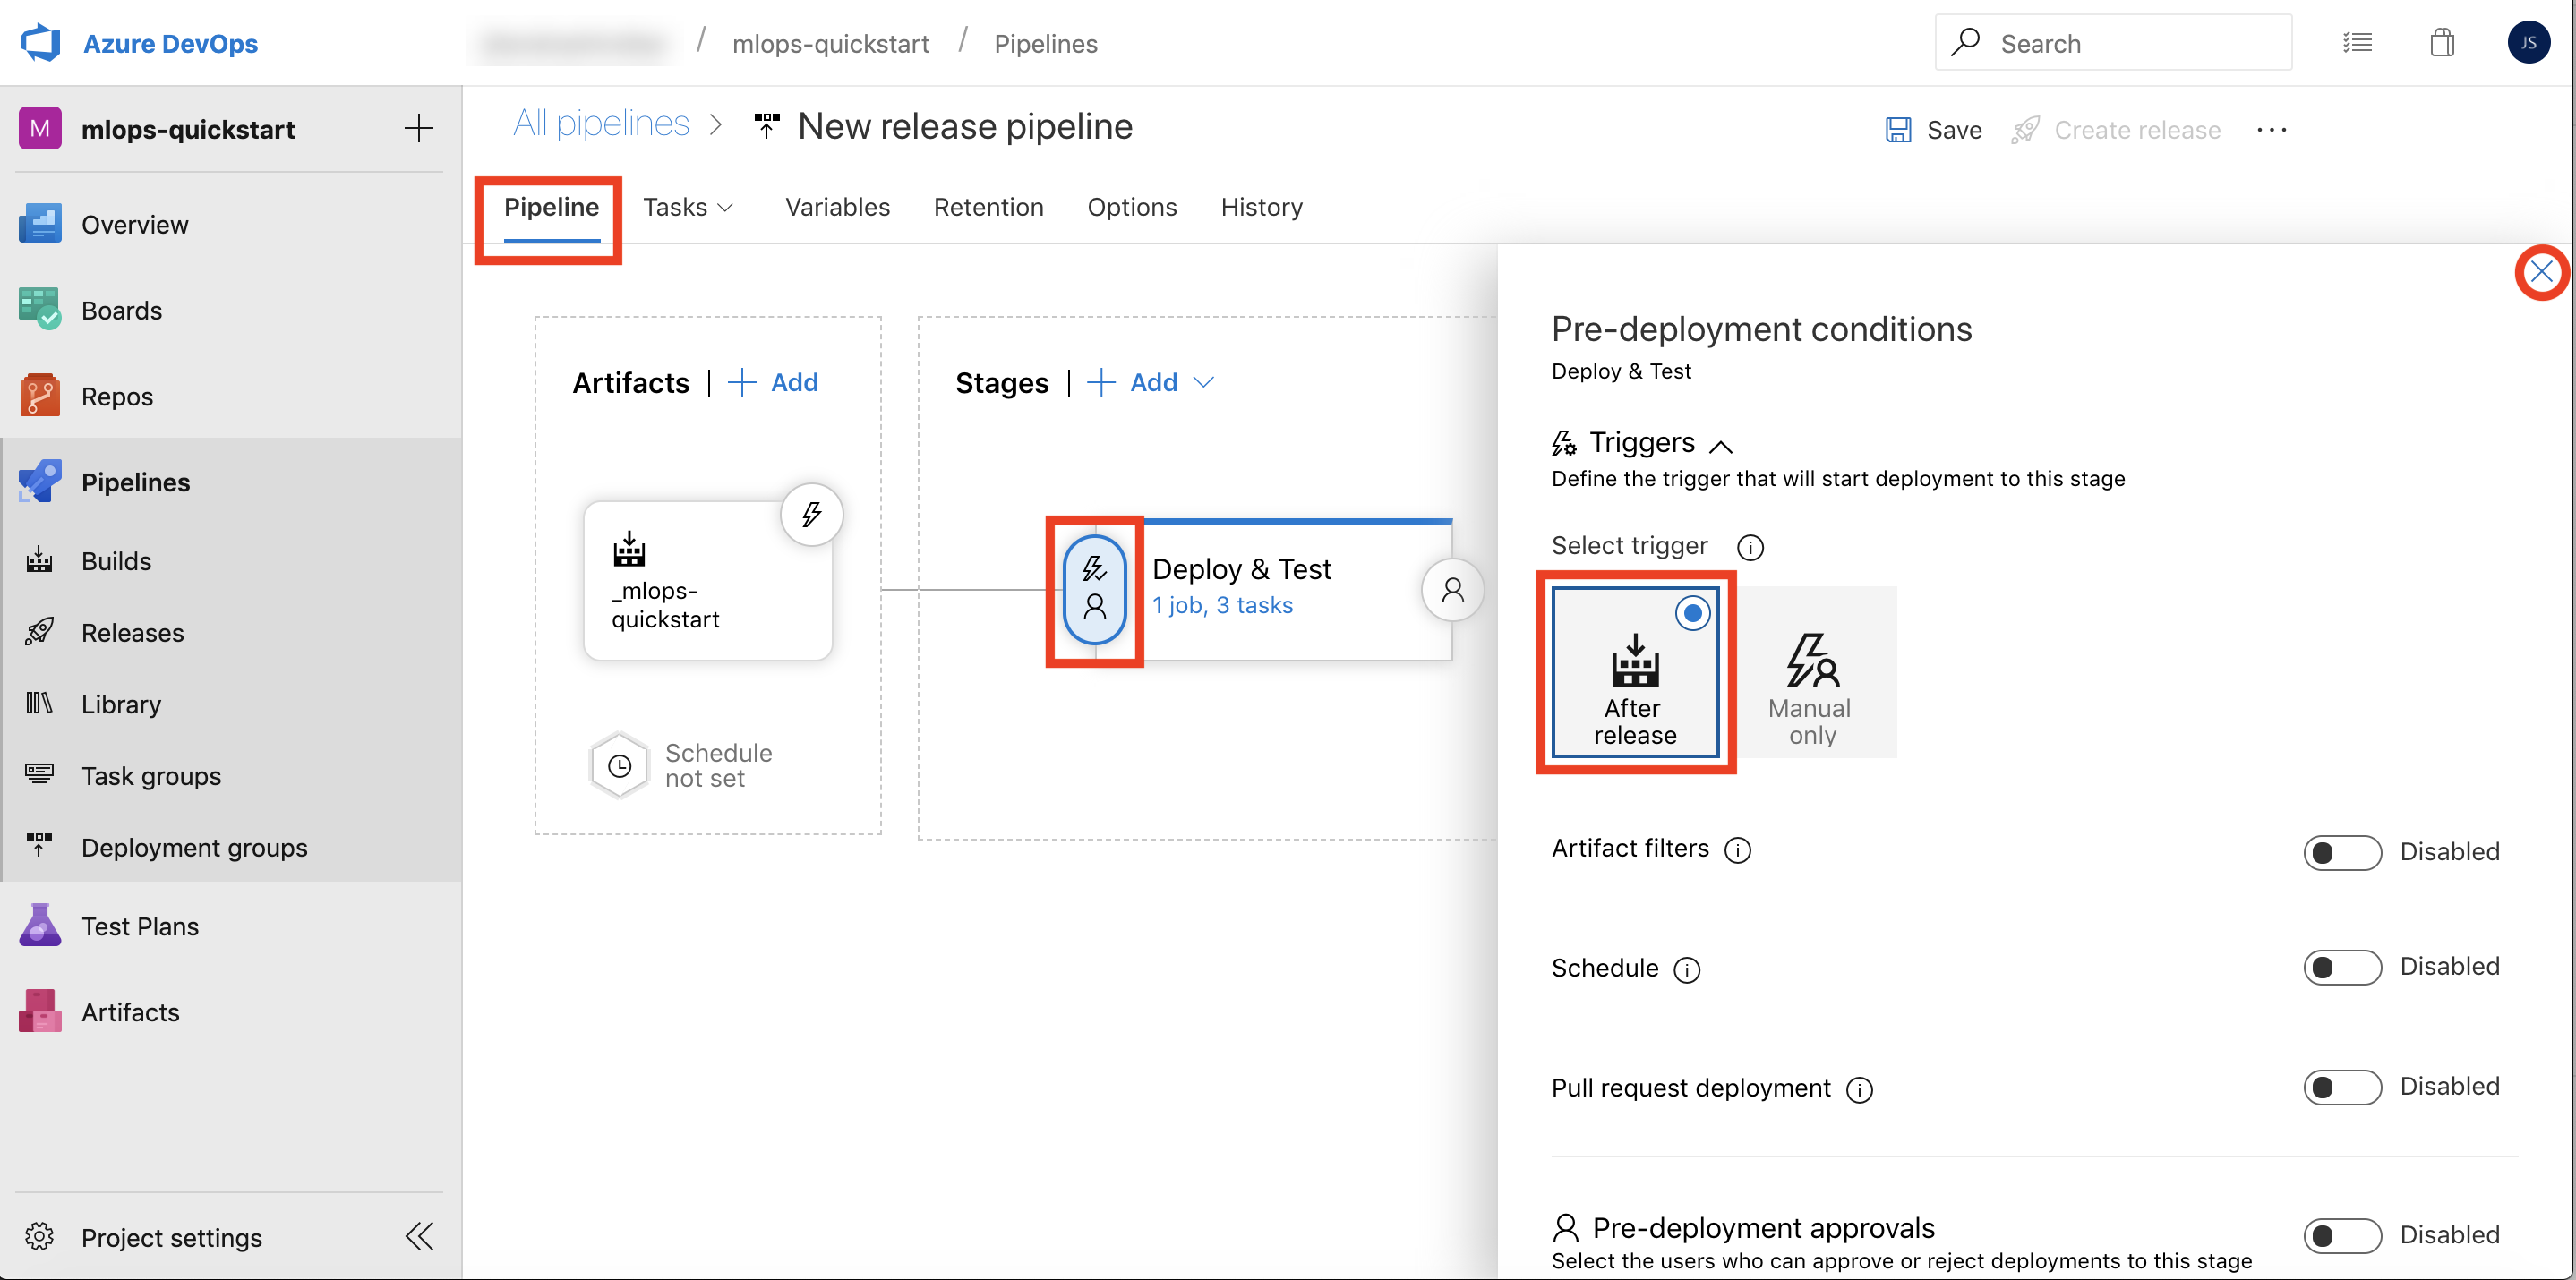 Azure DevOps
/ mlops-quickstart / Pipelines
Search
JS
M mlops-quickstart
Overview
Boards
Repos
Pipelines
Builds
Releases
Library
Task groups
Deployment groups
Test Plans
Artifacts
Project settings
All pipelines > New release pipeline
Save
Create release
Pipeline
Tasks
Variables
Retention
Options
History
Artifacts | + Add
_mlops-
quickstart
Schedule
not set
Stages | + Add
Deploy & Test
1 job, 3 tasks
Pre-deployment conditions
Deploy & Test
Triggers
Define the trigger that will start deployment to this stage
Select trigger
After
release
Manual
only
Artifact filters
Disabled
Schedule
Disabled
Pull request deployment
Disabled
Pre-deployment approvals
Disabled
Select the users who can approve or reject deployments to this stage